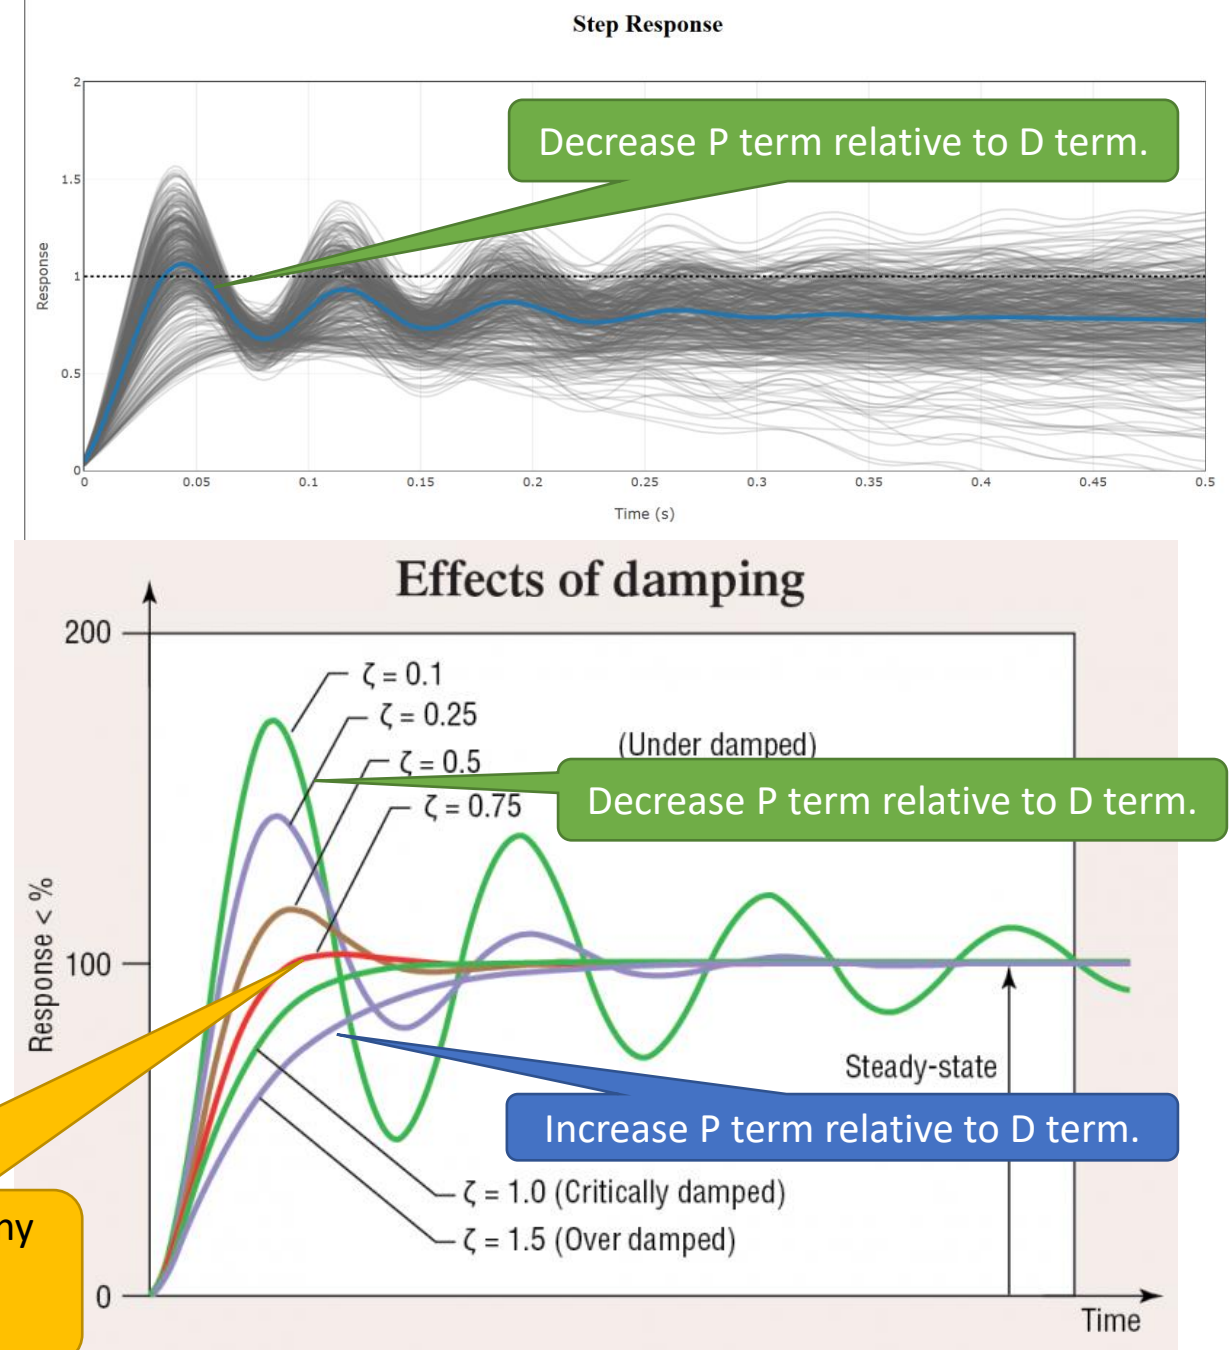 Step Response
Decrease P term relative to D term.
2
1.5
1
0.5
0
Response
0 0.05 0.1 0.15 0.2 0.25 0.3 0.35 0.4 0.45 0.5
Time (s)
Effects of damping
200
100
0
Response < %
ζ = 0.1
ζ = 0.25
ζ = 0.5
ζ = 0.75
(Under damped)
Decrease P term relative to D term.
Steady-state
Increase P term relative to D term.
ζ = 1.0 (Critically damped)
ζ = 1.5 (Over damped)
Time